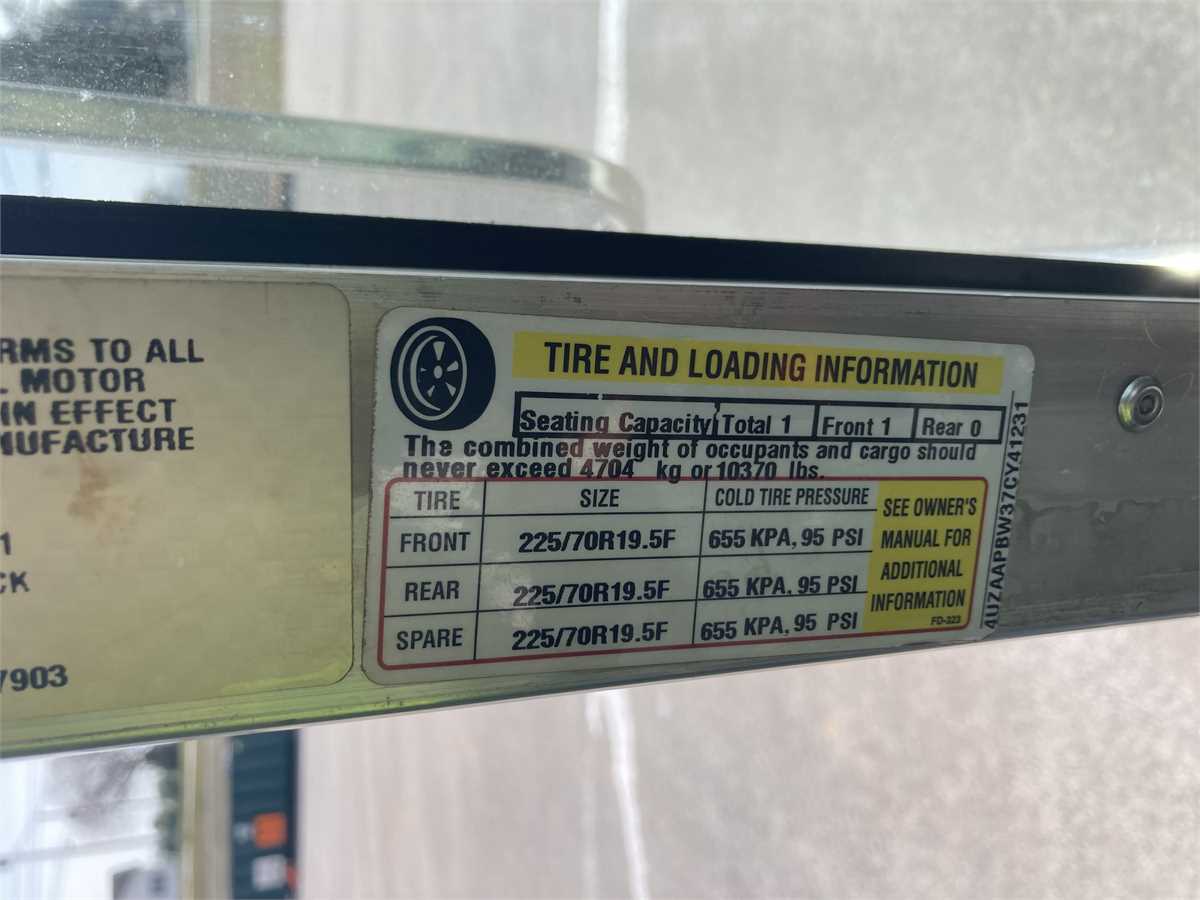 RMS TO ALL
L MOTOR
IN EFFECT
NUFACTURE
1
CK
7903
TIRE AND LOADING INFORMATION
Seating Capacity Total 1 Front 1 Rear 0
The combined weight of occupants and cargo should
never exceed 4704 kg or 10370 lbs.
TIRE SIZE COLD TIRE PRESSURE
FRONT 225/70R19.5F 655 KPA, 95 PSI
REAR 225/70R19.5F 655 KPA, 95 PSI
SPARE 225/70R19.5F 655 KPA, 95 PSI
SEE OWNER'S
MANUAL FOR
ADDITIONAL
INFORMATION
FD-323
4UZAAPBW37CY41231